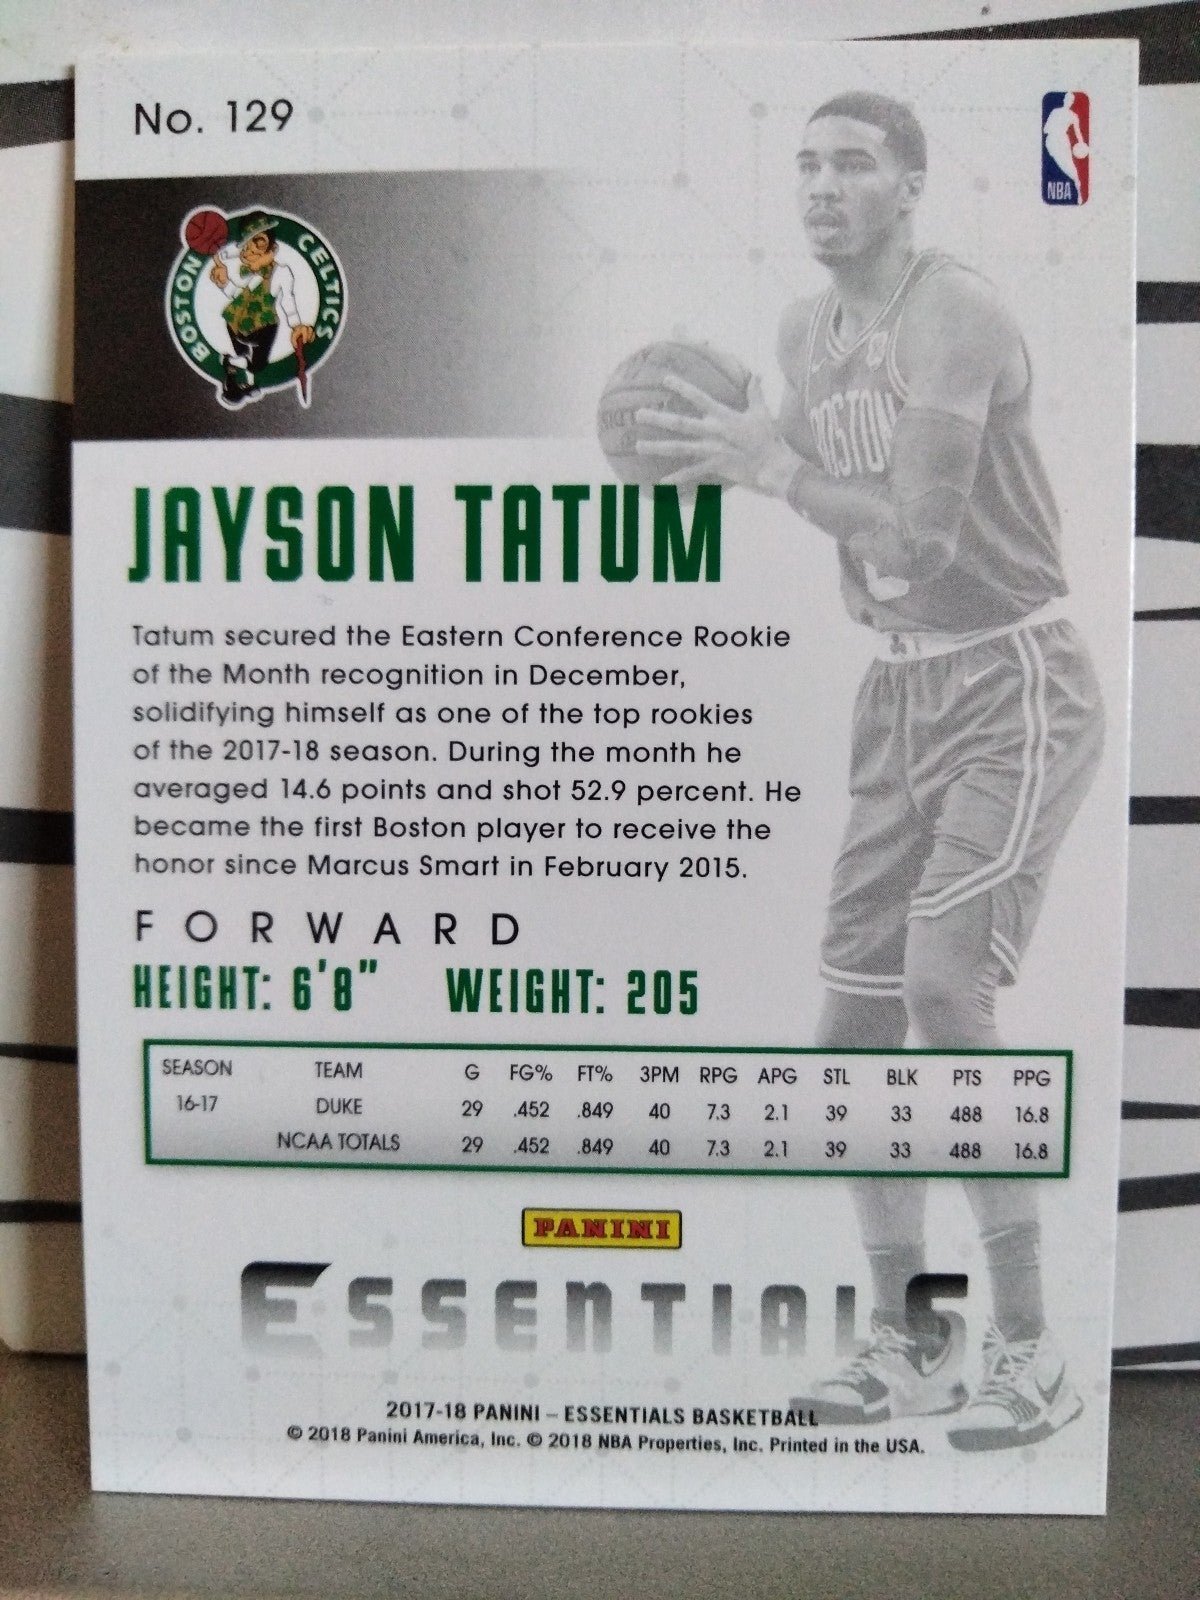 No. 129
NBA
BOSTON CELTICS
BOSTON
JAYSON TATUM
Tatum secured the Eastern Conference Rookie
of the Month recognition in December,
solidifying himself as one of the top rookies
of the 2017-18 season. During the month he
averaged 14.6 points and shot 52.9 percent. He
became the first Boston player to receive the
honor since Marcus Smart in February 2015.
FORWARD
HEIGHT: 6'8" WEIGHT: 205
SEASON TEAM G FG% FT% 3PM RPG APG STL BLK PTS PPG
16-17 DUKE 29 .452 .849 40 7.3 2.1 39 33 488 16.8
NCAA TOTALS 29 .452 .849 40 7.3 2.1 39 33 488 16.8
PANINI
ESSENTIALS
2017-18 PANINI – ESSENTIALS BASKETBALL
© 2018 Panini America, Inc. © 2018 NBA Properties, Inc. Printed in the USA.